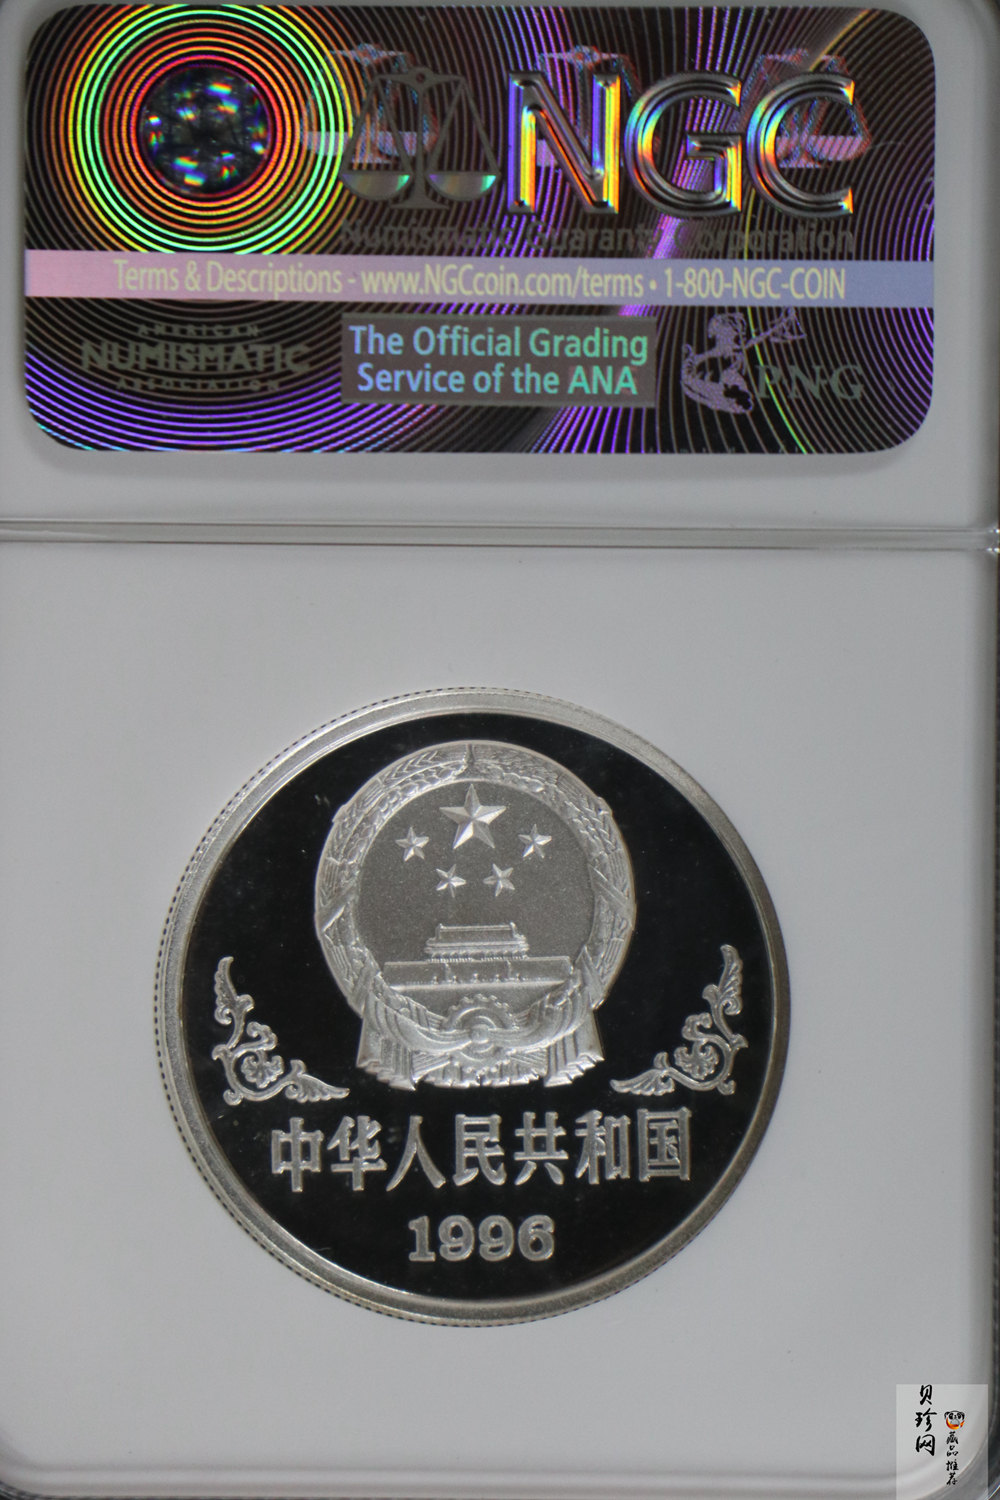 NGC
Numismatic Guaranty Corporation
Terms & Descriptions - www.NGCcoin.com/terms • 1-800-NGC-COIN
AMERICAN
NUMISMATIC
ASSOCIATION
The Official Grading
Service of the ANA
PNG
中华人民共和国
1996
贝珍网
藏品推荐